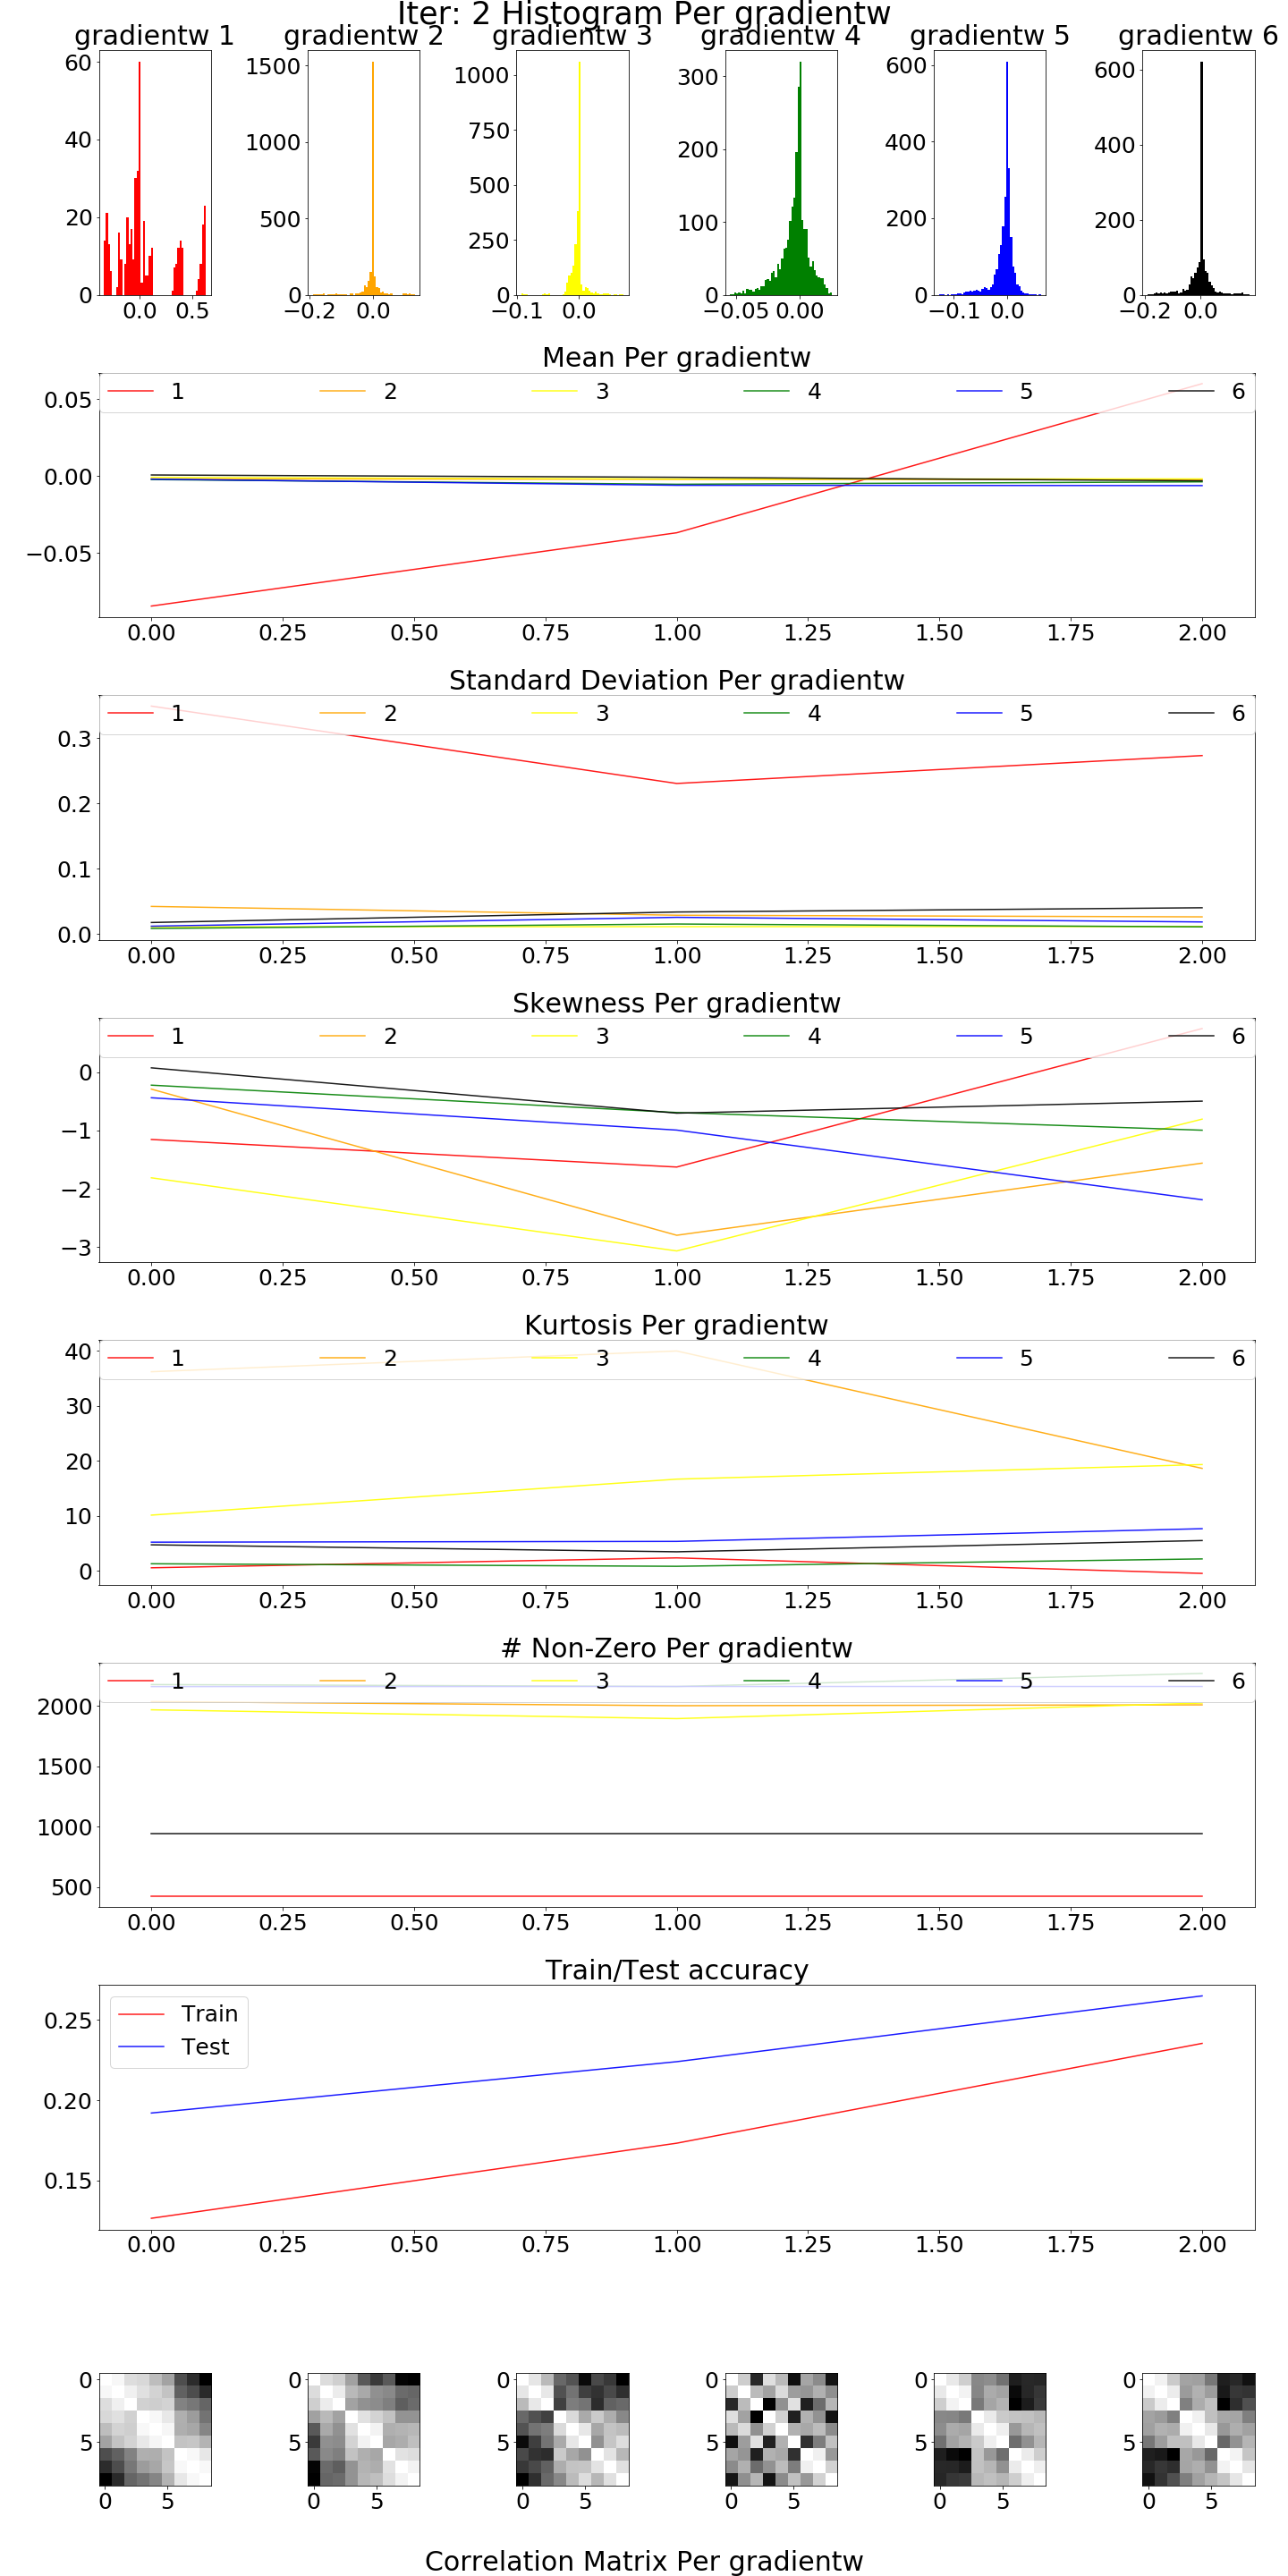 Iter: 2 Histogram Per gradientw
gradientw 1 gradientw 2 gradientw 3 gradientw 4 gradientw 5 gradientw 6
60 1500 1000 300 600 600
40 1000 750 200 400 400
500
20 500 250 100 200 200
0 0 0 0 0 0
0.0 0.5 −0.2 0.0 −0.1 0.0 −0.05 0.00 −0.1 0.0 −0.2 0.0
Mean Per gradientw
1 2 3 4 5 6
0.05
0.00
−0.05
0.00 0.25 0.50 0.75 1.00 1.25 1.50 1.75 2.00
Standard Deviation Per gradientw
1 2 3 4 5 6
0.3
0.2
0.1
0.0
0.00 0.25 0.50 0.75 1.00 1.25 1.50 1.75 2.00
Skewness Per gradientw
1 2 3 4 5 6
0
−1
−2
−3
0.00 0.25 0.50 0.75 1.00 1.25 1.50 1.75 2.00
Kurtosis Per gradientw
40 1 2 3 4 5 6
30
20
10
0
0.00 0.25 0.50 0.75 1.00 1.25 1.50 1.75 2.00
# Non-Zero Per gradientw
1 2 3 4 5 6
2000
1500
1000
500
0.00 0.25 0.50 0.75 1.00 1.25 1.50 1.75 2.00
Train/Test accuracy
Train
Test
0.25
0.20
0.15
0.00 0.25 0.50 0.75 1.00 1.25 1.50 1.75 2.00
0 0 0 0 0 0
5 5 5 5 5 5
0 5 0 5 0 5 0 5 0 5 0 5
Correlation Matrix Per gradientw